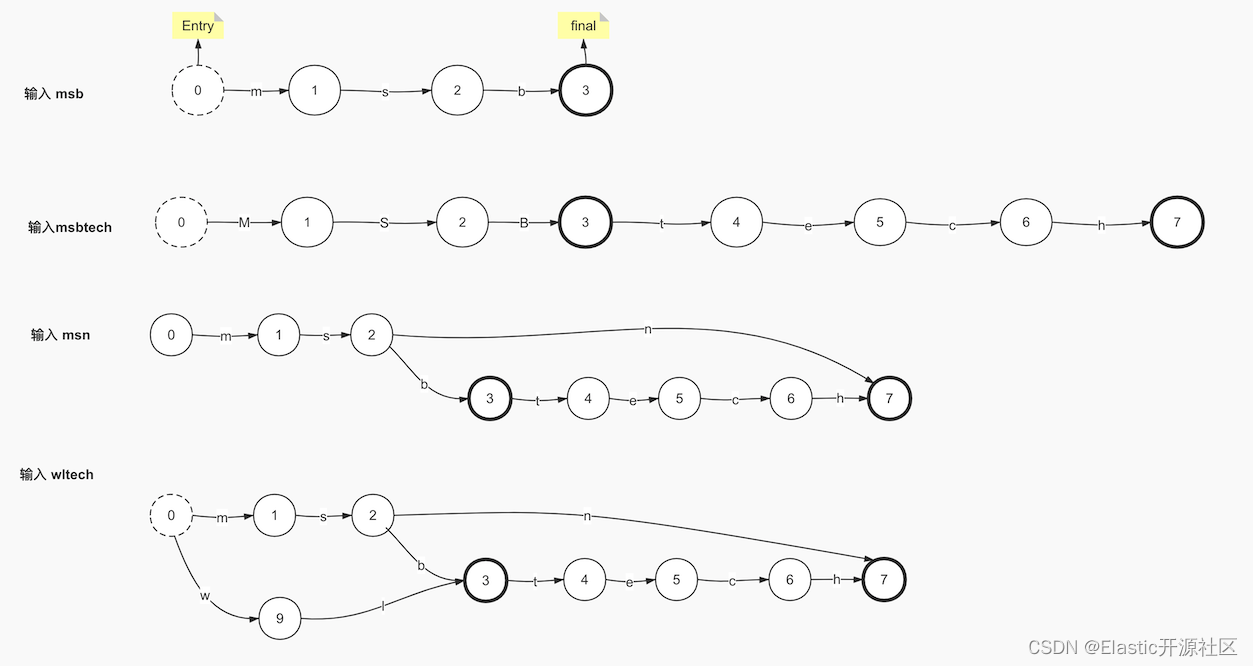 Entry
final
输入 msb
0 m 1 s 2 b 3
输入msbtech
0 M 1 S 2 B 3 t 4 e 5 c 6 h 7
输入 msn
0 m 1 s 2 n
b 3 t 4 e 5 c 6 h 7
输入 wltech
0 m 1 s 2 n
b 3 t 4 e 5 c 6 h 7
w 9 l
CSDN @Elastic开源社区